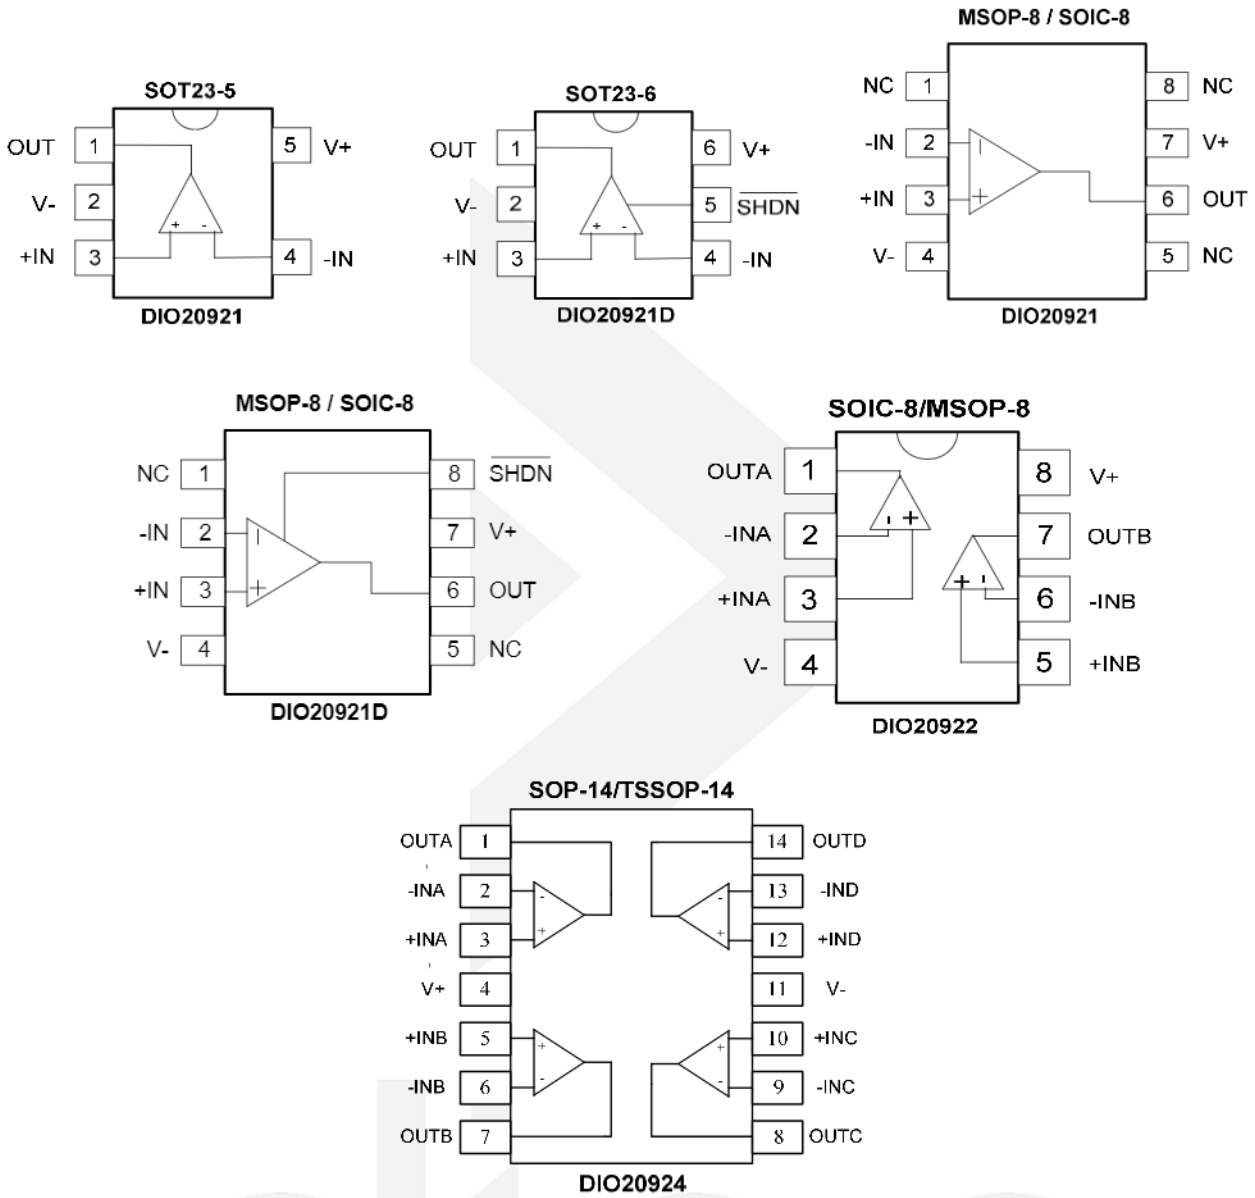 MSOP-8 / SOIC-8
NC 1 8 NC
-IN 2 7 V+
+IN 3 6 OUT
V- 4 5 NC
DIO20921
SOT23-5
OUT 1 5 V+
V- 2
+IN 3 4 -IN
+ -
DIO20921
SOT23-6
OUT 1 6 V+
V- 2 5 SHDN
+IN 3 4 -IN
+ -
DIO20921D
MSOP-8 / SOIC-8
NC 1 8 SHDN
-IN 2 7 V+
+IN 3 6 OUT
V- 4 5 NC
DIO20921D
SOIC-8/MSOP-8
OUTA 1 8 V+
-INA 2 - + 7 OUTB
+INA 3 + - 6 -INB
V- 4 5 +INB
DIO20922
SOP-14/TSSOP-14
OUTA 1 14 OUTD
-INA 2 - - 13 -IND
+INA 3 + + 12 +IND
V+ 4 11 V-
+INB 5 + + 10 +INC
-INB 6 - - 9 -INC
OUTB 7 8 OUTC
DIO20924